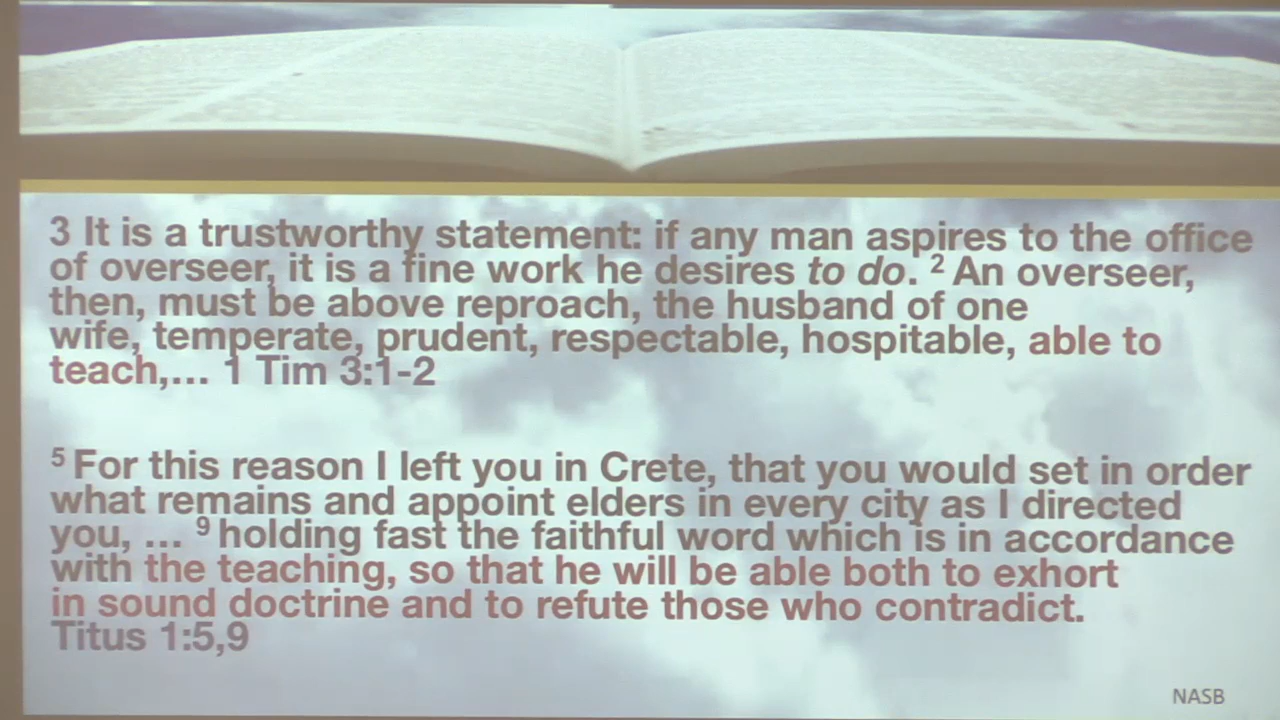 3 It is a trustworthy statement: if any man aspires to the office
of overseer, it is a fine work he desires to do. 2 An overseer,
then, must be above reproach, the husband of one
wife, temperate, prudent, respectable, hospitable, able to
teach,... 1 Tim 3:1-2
5 For this reason I left you in Crete, that you would set in order
what remains and appoint elders in every city as I directed
you, ... 9 holding fast the faithful word which is in accordance
with the teaching, so that he will be able both to exhort
in sound doctrine and to refute those who contradict.
Titus 1:5,9
NASB